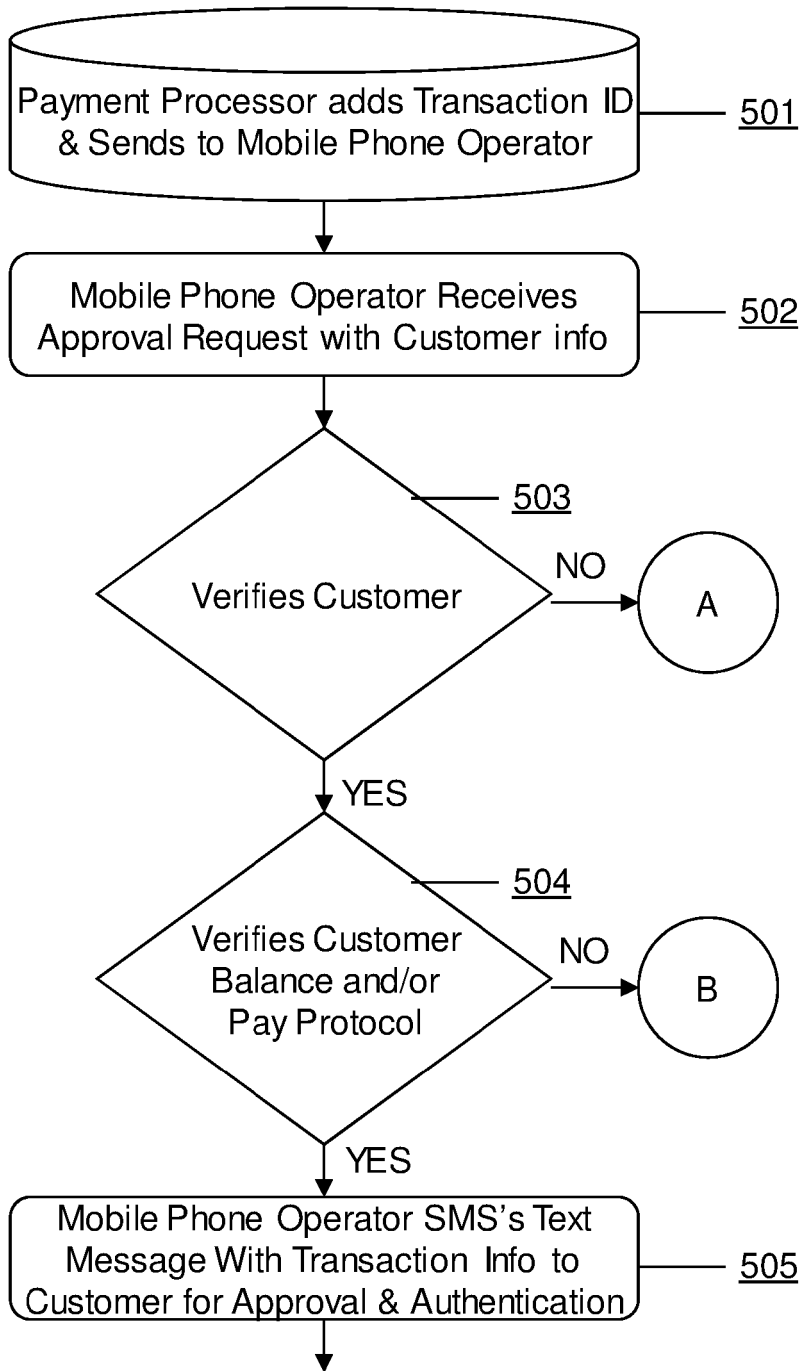 Payment Processor adds Transaction ID
& Sends to Mobile Phone Operator
501
Mobile Phone Operator Receives
Approval Request with Customer info
502
503
Verifies Customer
NO
A
YES
504
Verifies Customer
Balance and/or
Pay Protocol
NO
B
YES
Mobile Phone Operator SMS's Text
Message With Transaction Info to
Customer for Approval & Authentication
505